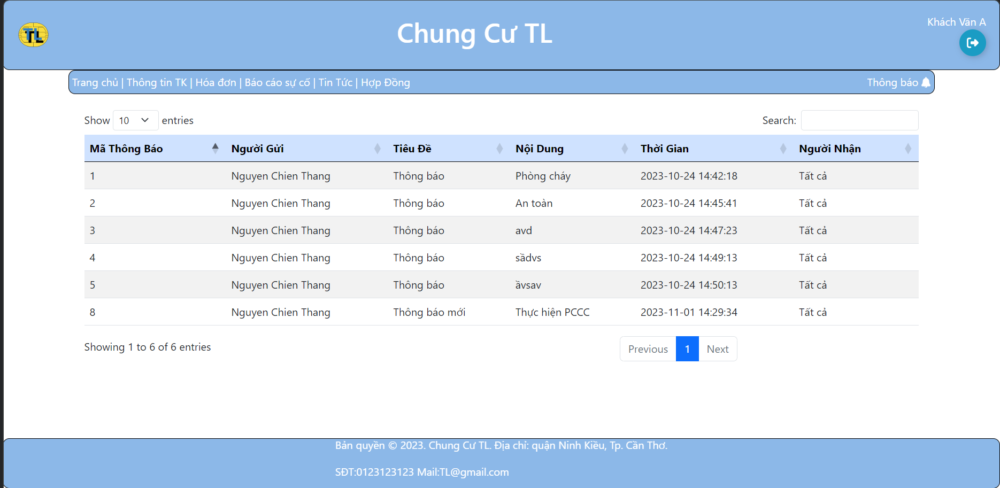 TL
Chung Cư TL
Khách Văn A
Trang chủ | Thông tin TK | Hóa đơn | Báo cáo sự cố | Tin Tức | Hợp Đồng Thông báo
Show 10 entries Search:
Mã Thông Báo Người Gửi Tiêu Đề Nội Dung Thời Gian Người Nhận
1 Nguyen Chien Thang Thông báo Phòng cháy 2023-10-24 14:42:18 Tất cả
2 Nguyen Chien Thang Thông báo An toàn 2023-10-24 14:45:41 Tất cả
3 Nguyen Chien Thang Thông báo avd 2023-10-24 14:47:23 Tất cả
4 Nguyen Chien Thang Thông báo sầdvs 2023-10-24 14:49:13 Tất cả
5 Nguyen Chien Thang Thông báo ầvsav 2023-10-24 14:50:13 Tất cả
8 Nguyen Chien Thang Thông báo mới Thực hiện PCCC 2023-11-01 14:29:34 Tất cả
Showing 1 to 6 of 6 entries Previous 1 Next
Bản quyền © 2023. Chung Cư TL. Địa chỉ: quận Ninh Kiều, Tp. Cần Thơ.
SĐT:0123123123 Mail:TL@gmail.com